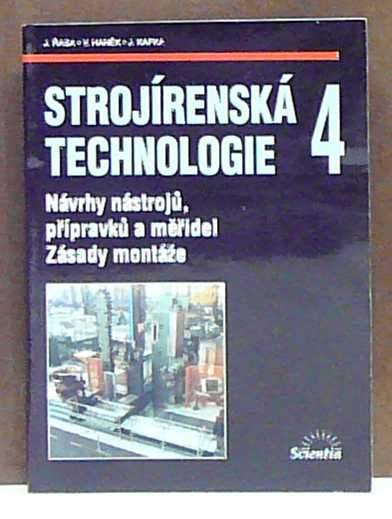 J. ŘASA • V. HANĚK • J. KAFKA
STROJÍRENSKÁ
TECHNOLOGIE 4
Návrhy nástrojů,
přípravků a měřidel
Zásady montáže
Scientia